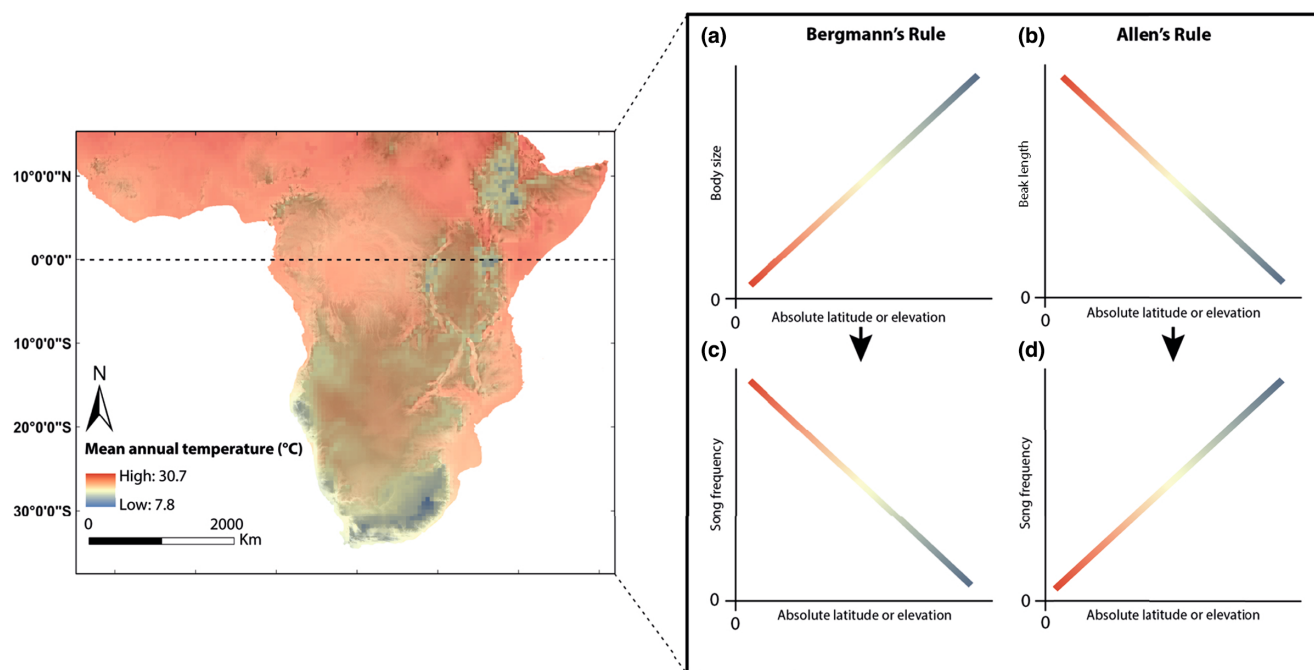 10°0'0"N
0°0'0"
10°0'0"S
20°0'0"S
30°0'0"S
N
Mean annual temperature (°C)
High: 30.7
Low: 7.8
0 2000
Km
(a) Bergmann's Rule
Body size
0
0
Absolute latitude or elevation
(b) Allen's Rule
Beak length
0
0
Absolute latitude or elevation
(c)
Song frequency
0
0
Absolute latitude or elevation
(d)
Song frequency
0
0
Absolute latitude or elevation